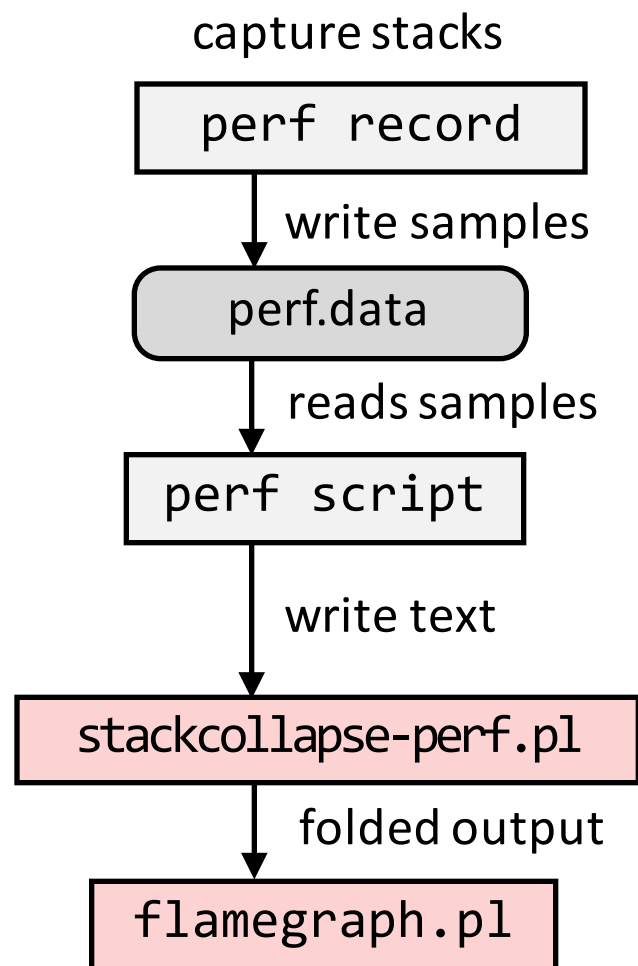 capture stacks
perf record
write samples
perf.data
reads samples
perf script
write text
stackcollapse-perf.pl
folded output
flamegraph.pl